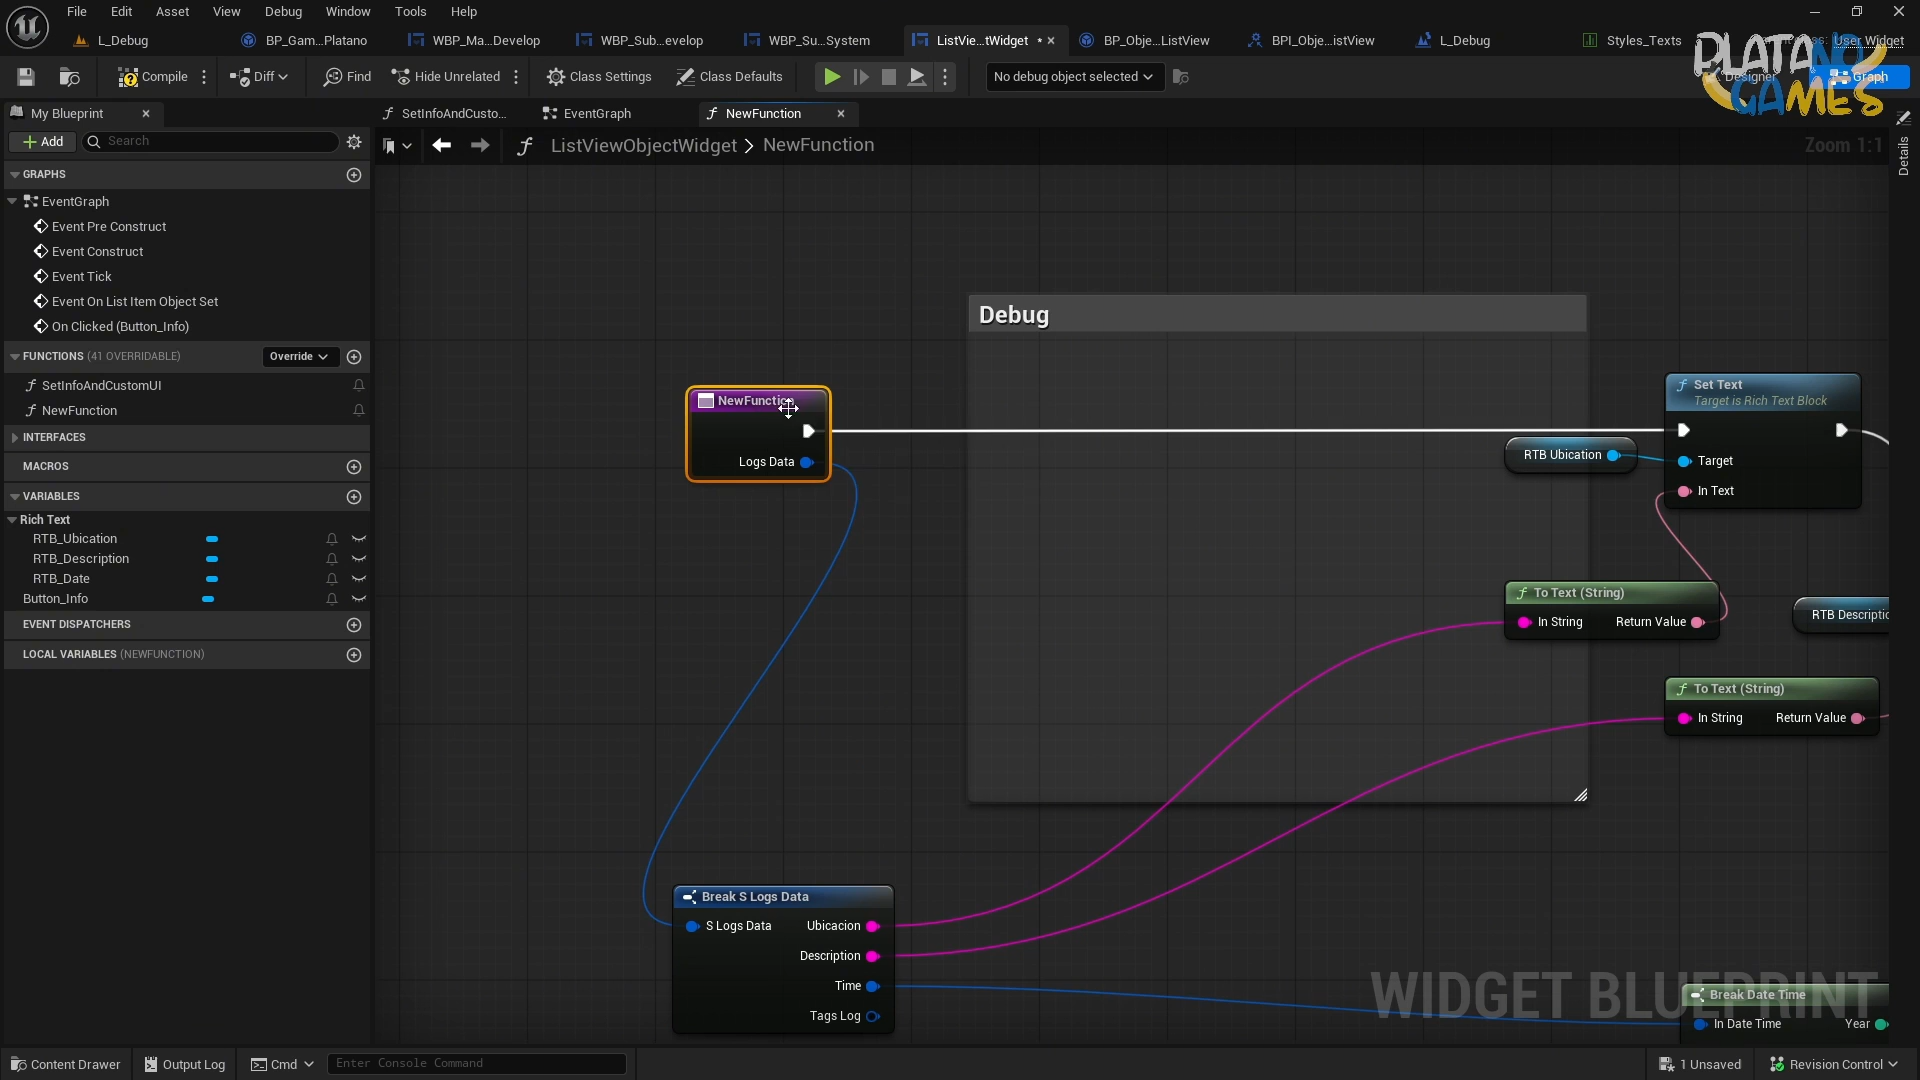 File Edit Asset View Debug Window Tools Help
L_Debug BP_Gam...Platano WBP_Ma...Develop WBP_Sub...evelop WBP_Su...System ListVie...tWidget BP_Obje...ListView BPI_Obje...istView L_Debug Styles_Texts User Widget
Compile Diff Find Hide Unrelated Class Settings Class Defaults No debug object selected Designer Graph
PLATANO GAMES
My Blueprint SetInfoAndCusto... EventGraph NewFunction
Add Search ListViewObjectWidget > NewFunction Zoom 1:1
Details
GRAPHS
EventGraph
Event Pre Construct
Event Construct
Event Tick
Event On List Item Object Set
On Clicked (Button_Info)
FUNCTIONS (41 OVERRIDABLE) Override
SetInfoAndCustomUI
NewFunction
INTERFACES
MACROS
VARIABLES
Rich Text
RTB_Ubication
RTB_Description
RTB_Date
Button_Info
EVENT DISPATCHERS
LOCAL VARIABLES (NEWFUNCTION)
Debug
NewFunction
Logs Data
Set Text
Target is Rich Text Block
RTB Ubication
Target
In Text
To Text (String)
In String Return Value
RTB Descriptio
To Text (String)
In String Return Value
Break S Logs Data
S Logs Data Ubicacion
Description
Time
Tags Log
WIDGET BLUEPRINT
Break Date Time
In Date Time Year
Content Drawer Output Log Cmd Enter Console Command 1 Unsaved Revision Control